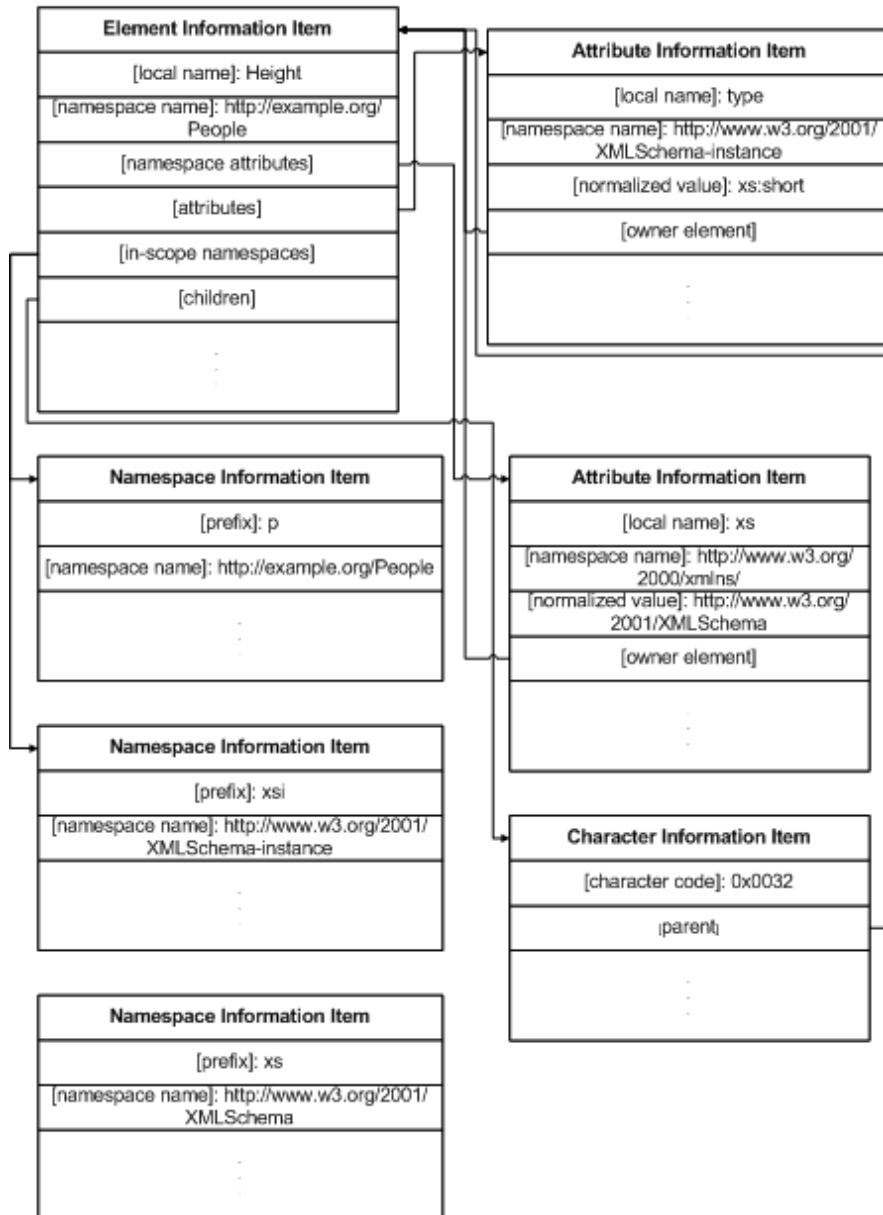 Element Information Item
[local name]: Height
[namespace name]: http://example.org/
People
[namespace attributes]
[attributes]
[in-scope namespaces]
[children]
Attribute Information Item
[local name]: type
[namespace name]: http://www.w3.org/2001/
XMLSchema-instance
[normalized value]: xs:short
[owner element]
Namespace Information Item
[prefix]: p
[namespace name]: http://example.org/People
Attribute Information Item
[local name]: xs
[namespace name]: http://www.w3.org/
2000/xmlns/
[normalized value]: http://www.w3.org/
2001/XMLSchema
[owner element]
Namespace Information Item
[prefix]: xsi
[namespace name]: http://www.w3.org/2001/
XMLSchema-instance
Character Information Item
[character code]: 0x0032
[parent]
Namespace Information Item
[prefix]: xs
[namespace name]: http://www.w3.org/2001/
XMLSchema